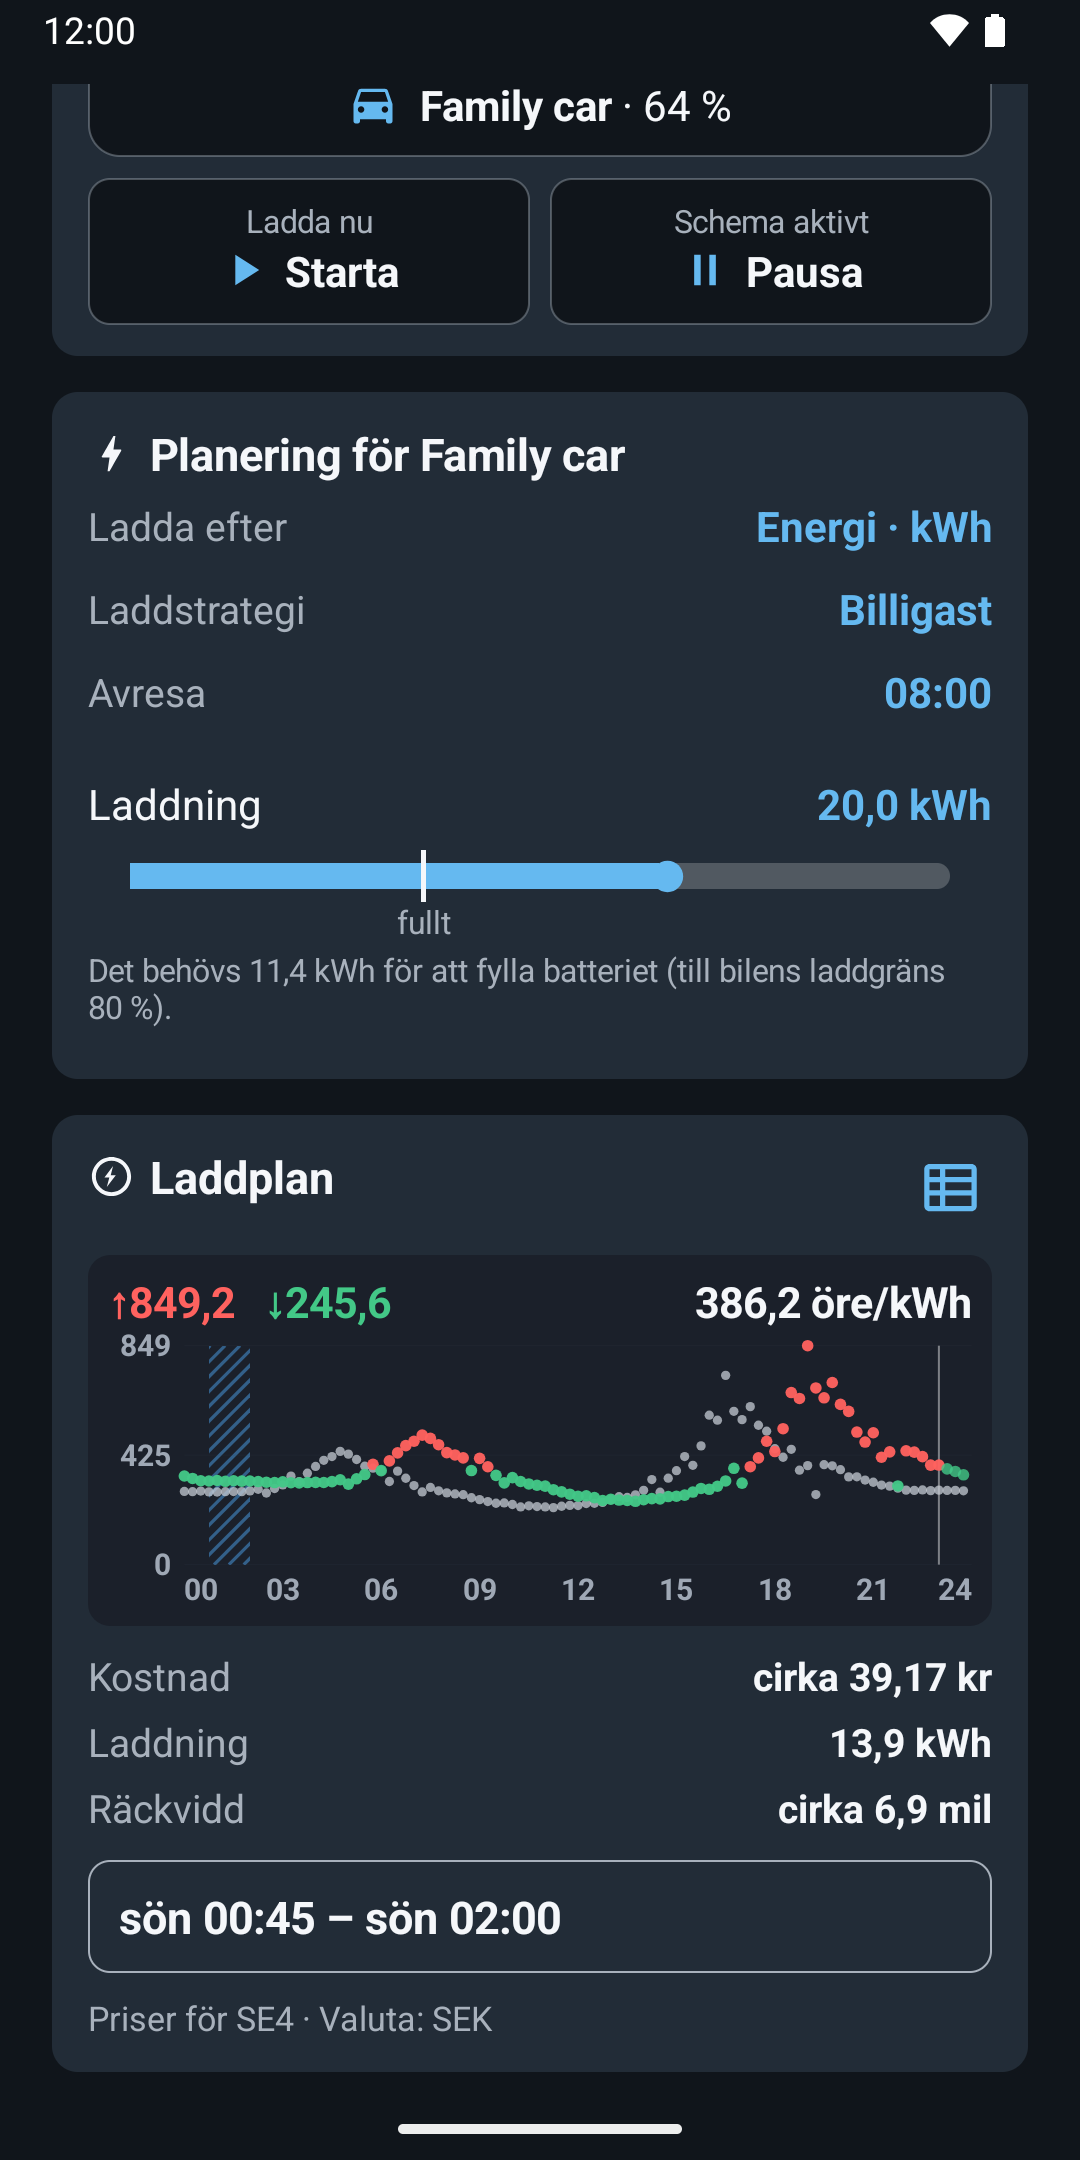 12:00
Family car · 64 %
Ladda nu
Starta
Schema aktivt
Pausa
Planering för Family car
Ladda efter
Energi · kWh
Laddstrategi
Billigast
Avresa
08:00
Laddning
20,0 kWh
fullt
Det behövs 11,4 kWh för att fylla batteriet (till bilens laddgräns
80 %).
Laddplan
↑849,2 ↓245,6
386,2 öre/kWh
849
425
0
00 03 06 09 12 15 18 21 24
Kostnad
cirka 39,17 kr
Laddning
13,9 kWh
Räckvidd
cirka 6,9 mil
sön 00:45 – sön 02:00
Priser för SE4 · Valuta: SEK